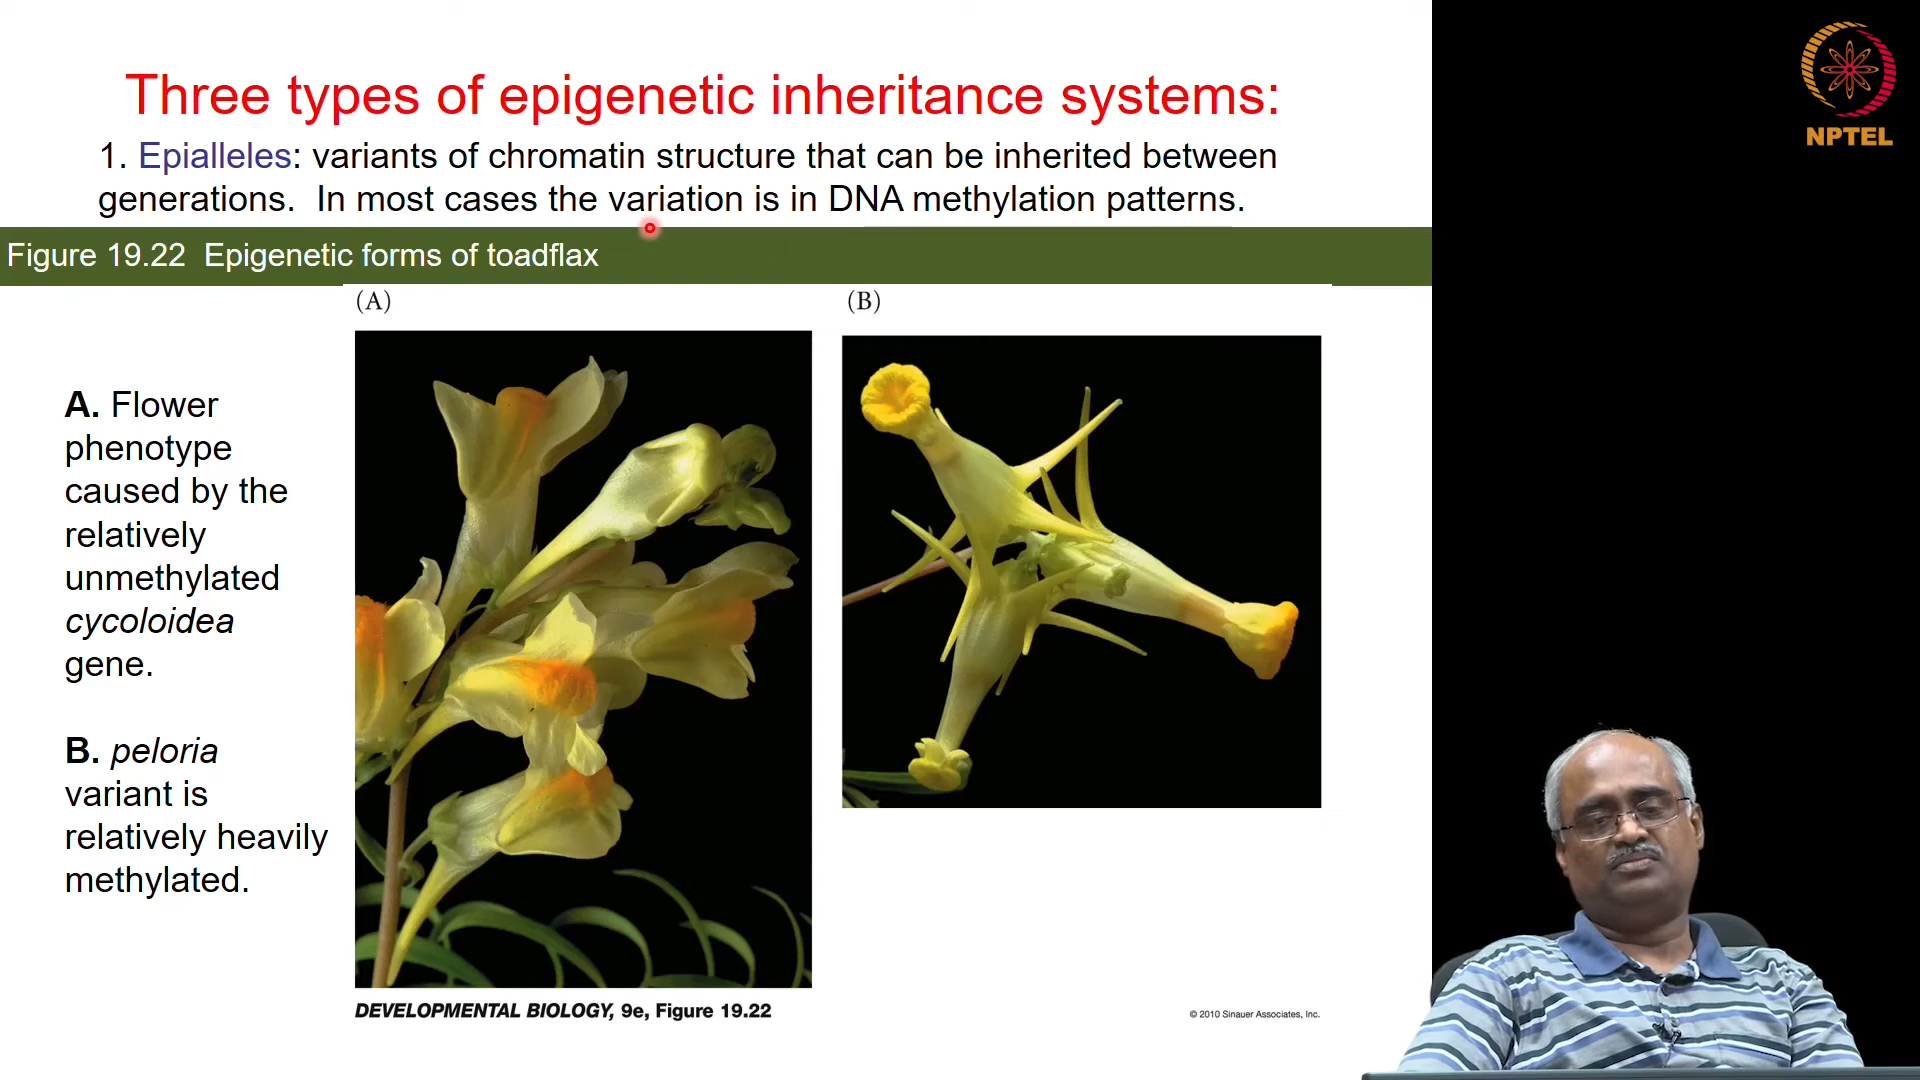 Three types of epigenetic inheritance systems:
1. Epialleles: variants of chromatin structure that can be inherited between
generations.  In most cases the variation is in DNA methylation patterns.
Figure 19.22  Epigenetic forms of toadflax
(A)
(B)
A. Flower
phenotype
caused by the
relatively
unmethylated
cycoloidea
gene.
B. peloria
variant is
relatively heavily
methylated.
DEVELOPMENTAL BIOLOGY, 9e, Figure 19.22
© 2010 Sinauer Associates, Inc.
NPTEL